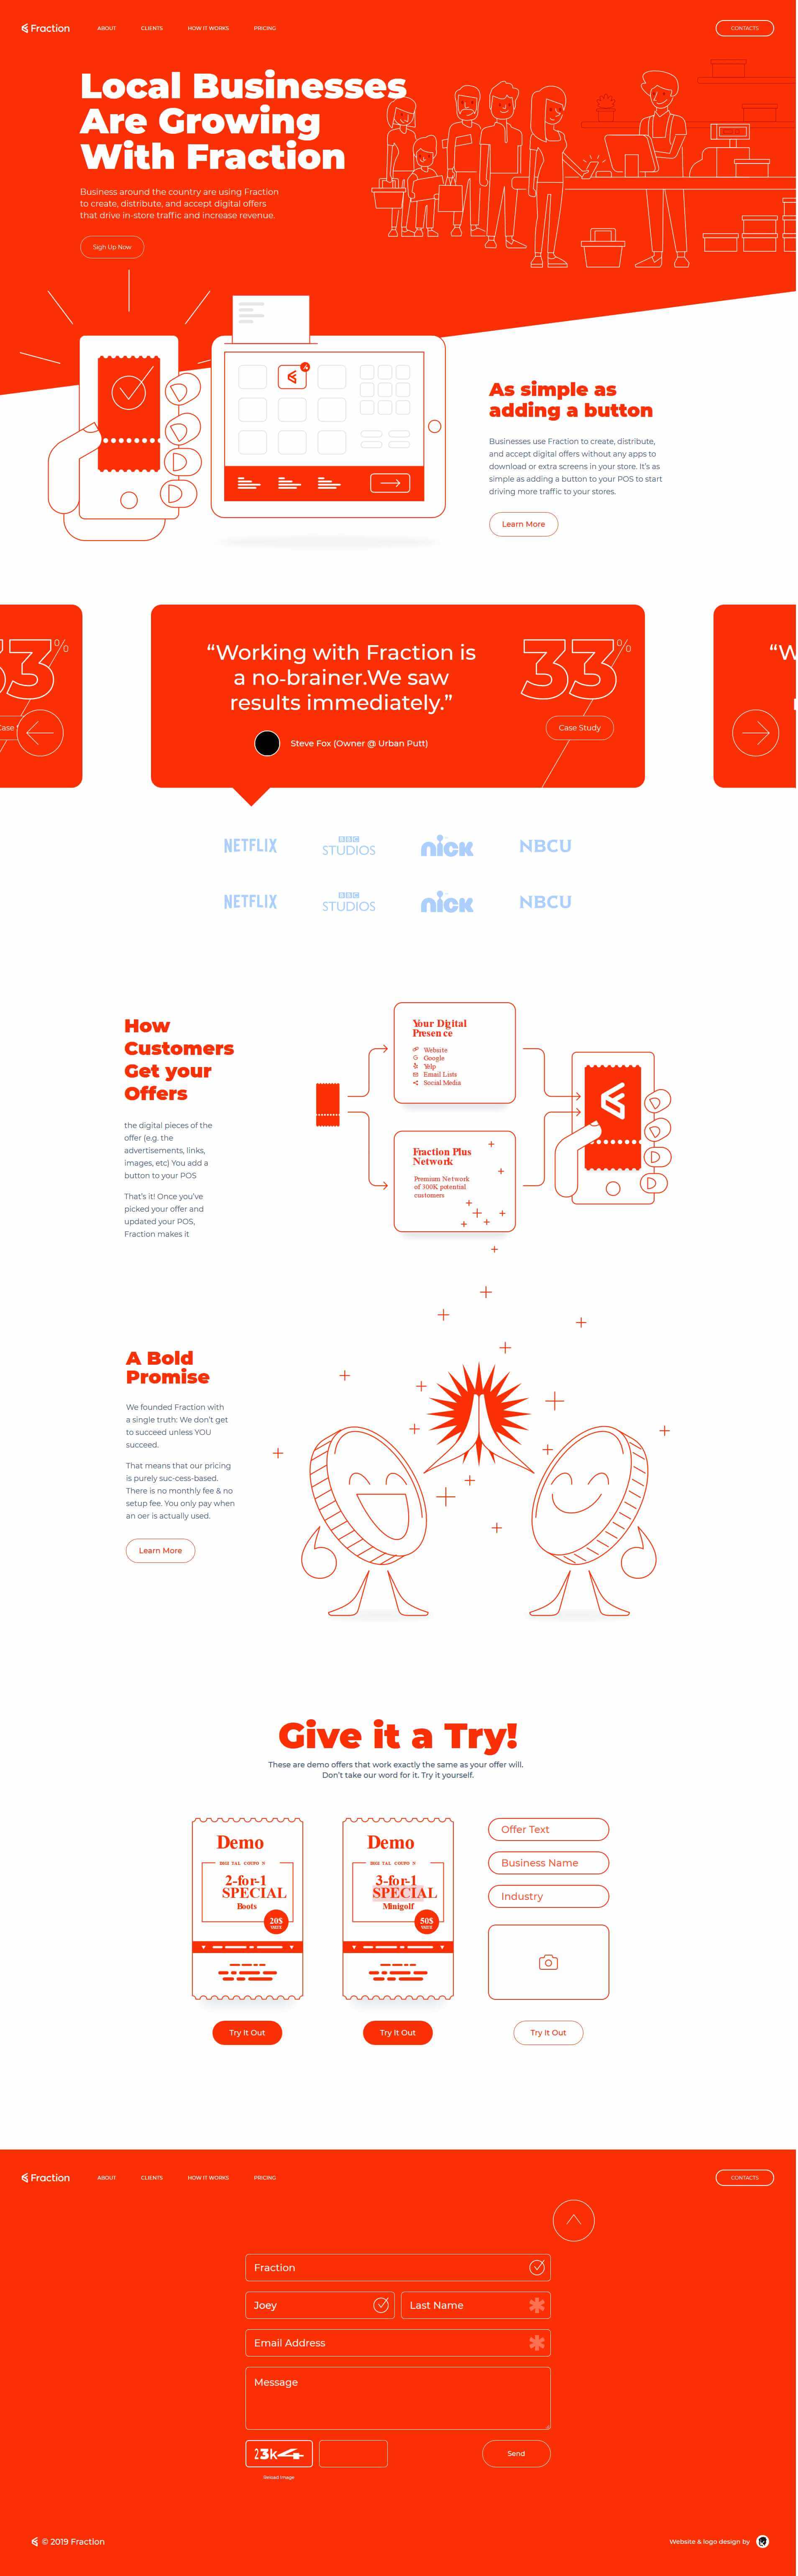 Fraction
ABOUT
CLIENTS
HOW IT WORKS
PRICING
CONTACTS
Local Businesses
Are Growing
With Fraction
Business around the country are using Fraction
to create, distribute, and accept digital offers
that drive in-store traffic and increase revenue.
Sigh Up Now
As simple as
adding a button
Businesses use Fraction to create, distribute,
and accept digital offers without any apps to
download or extra screens in your store. It's as
simple as adding a button to your POS to start
driving more traffic to your stores.
Learn More
33%
Case
“Working with Fraction is
a no-brainer.We saw
results immediately.”
Steve Fox (Owner @ Urban Putt)
33%
Case Study
“W
NETFLIX
BBC
STUDIOS
nick
NBCU
NETFLIX
BBC
STUDIOS
nick
NBCU
How
Customers
Get your
Offers
the digital pieces of the
offer (e.g. the
advertisements, links,
images, etc) You add a
button to your POS
That's it! Once you've
picked your offer and
updated your POS,
Fraction makes it
Your Digital
Presen ce
Website
Google
Yelp
Email Lists
Social Media
Fraction Plus
Network
Premium Network
of 300K potential
customers
A Bold
Promise
We founded Fraction with
a single truth: We don't get
to succeed unless YOU
succeed.
That means that our pricing
is purely suc-cess-based.
There is no monthly fee & no
setup fee. You only pay when
an oer is actually used.
Learn More
Give it a Try!
These are demo offers that work exactly the same as your offer will.
Don't take our word for it. Try it yourself.
Demo
2-for-1
SPECIAL
Boots
20$
Try It Out
Demo
3-for-1
SPECIAL
Minigolf
50$
Try It Out
Offer Text
Business Name
Industry
Try It Out
Fraction
ABOUT
CLIENTS
HOW IT WORKS
PRICING
CONTACTS
Fraction
Joey
Last Name
Email Address
Message
Send
Reload Image
© 2019 Fraction
Website & logo design by